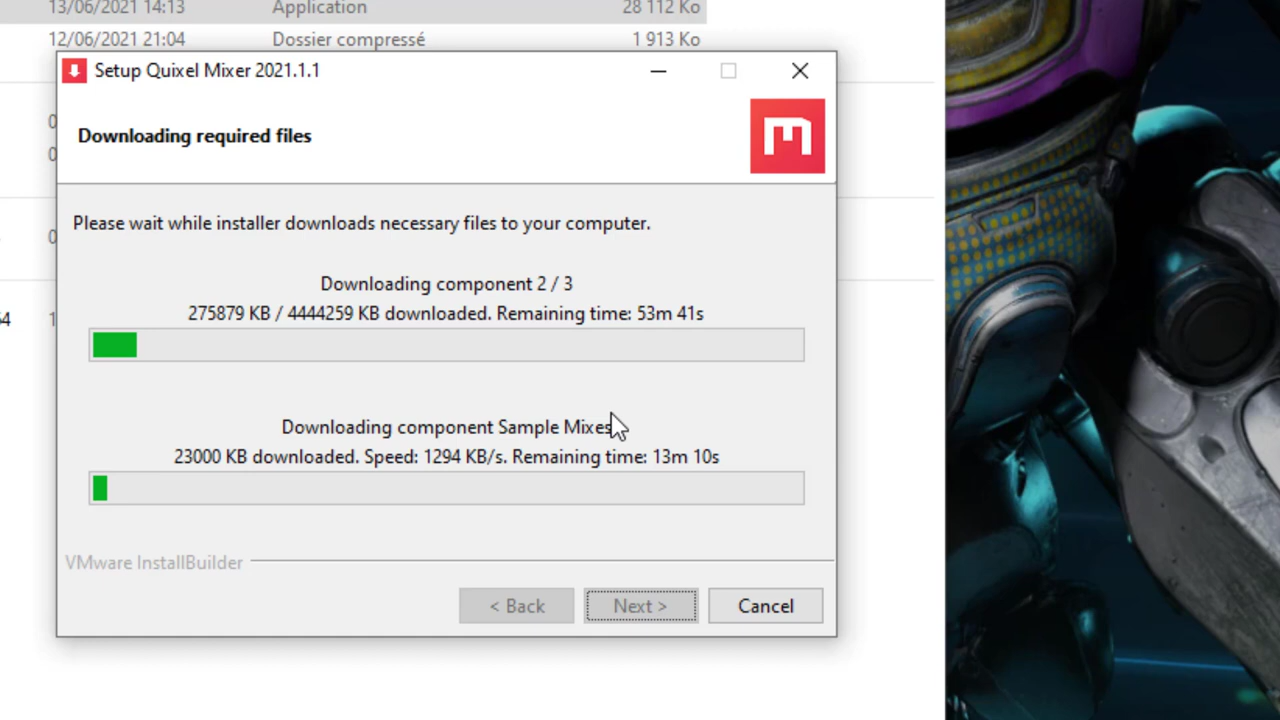 13/06/2021 14:13 Application 28 112 Ko
12/06/2021 21:04 Dossier compressé 1 913 Ko
Setup Quixel Mixer 2021.1.1
Downloading required files
Please wait while installer downloads necessary files to your computer.
Downloading component 2 / 3
275879 KB / 4444259 KB downloaded. Remaining time: 53m 41s
Downloading component Sample Mixes
23000 KB downloaded. Speed: 1294 KB/s. Remaining time: 13m 10s
VMware InstallBuilder
< Back Next > Cancel